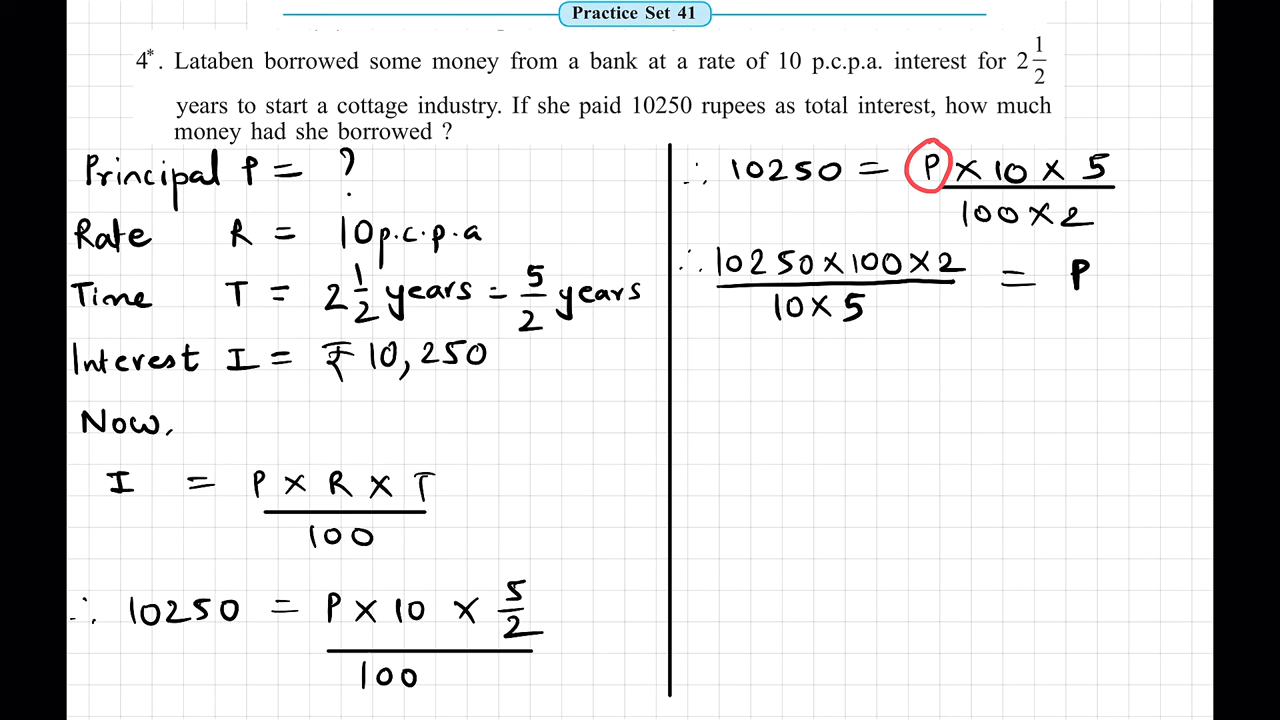 Practice Set 41
4*. Lataben borrowed some money from a bank at a rate of 10 p.c.p.a. interest for 2 1/2
years to start a cottage industry. If she paid 10250 rupees as total interest, how much
money had she borrowed ?
Principal P = ?
Rate R = 10 p.c.p.a
Time T = 2 1/2 years = 5/2 years
Interest I = ₹ 10,250
Now,
I = P × R × T
100
∴ 10250 = P × 10 × 5/2
100
∴ 10250 = P × 10 × 5
100 × 2
∴ 10250 × 100 × 2 = P
10 × 5